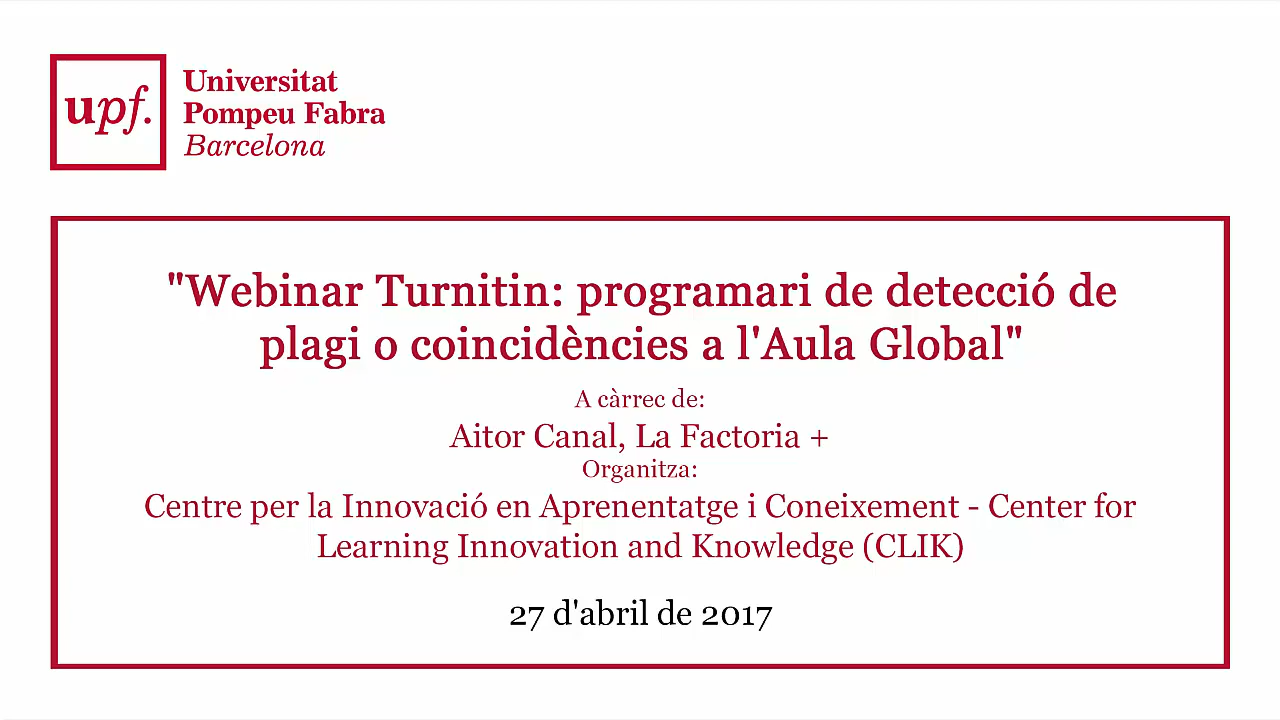 upf.
Universitat
Pompeu Fabra
Barcelona
"Webinar Turnitin: programari de detecció de
plagi o coincidències a l'Aula Global"
A càrrec de:
Aitor Canal, La Factoria +
Organitza:
Centre per la Innovació en Aprenentatge i Coneixement - Center for
Learning Innovation and Knowledge (CLIK)
27 d'abril de 2017